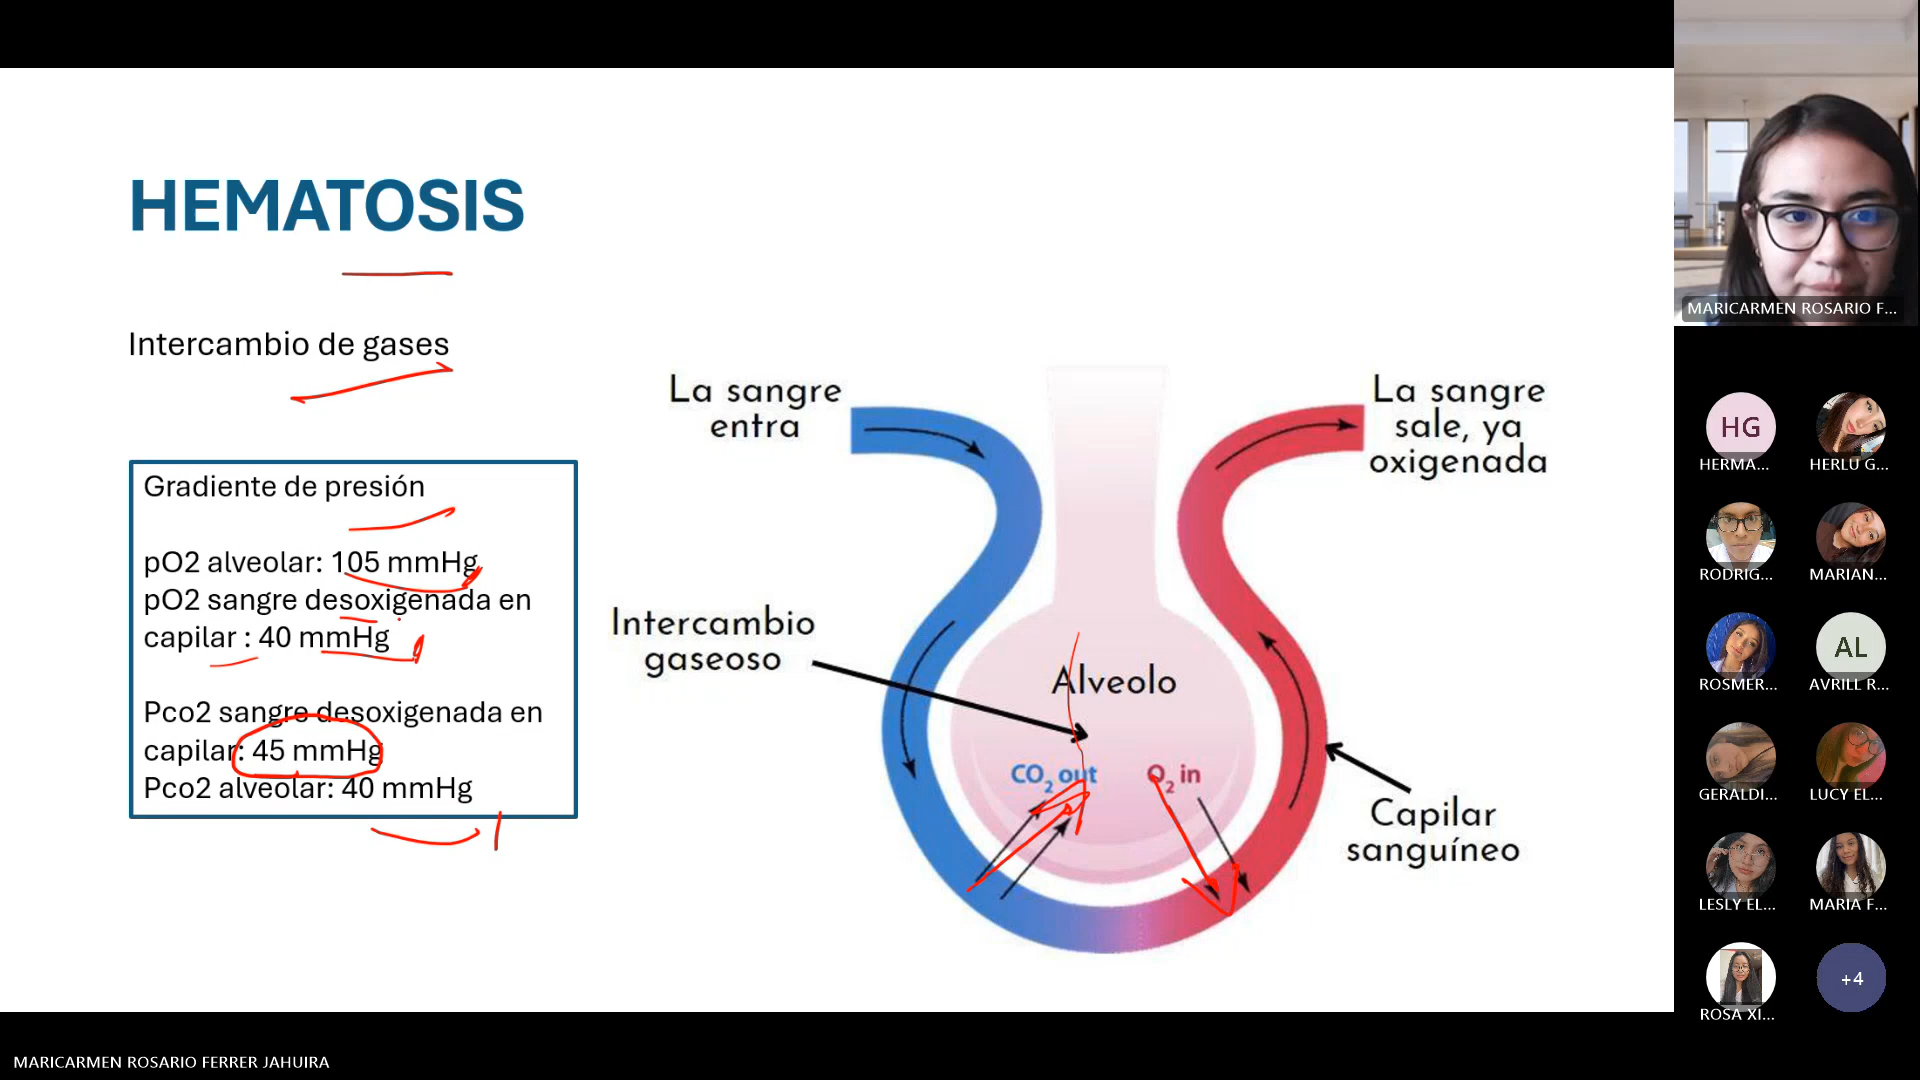 HEMATOSIS
Intercambio de gases
Gradiente de presión
pO2 alveolar: 105 mmHg
pO2 sangre desoxigenada en
capilar : 40 mmHg
Pco2 sangre desoxigenada en
capilar: 45 mmHg
Pco2 alveolar: 40 mmHg
La sangre
entra
La sangre
sale, ya
oxigenada
Intercambio
gaseoso
Alveolo
CO2 out
O2 in
Capilar
sanguíneo
MARICARMEN ROSARIO F...
HG
HERMA...
HERLU G...
RODRIG...
MARIAN...
ROSMER...
AL
AVRILL R...
GERALDI...
LUCY EL...
LESLY EL...
MARIA F...
ROSA XI...
+4
MARICARMEN ROSARIO FERRER JAHUIRA